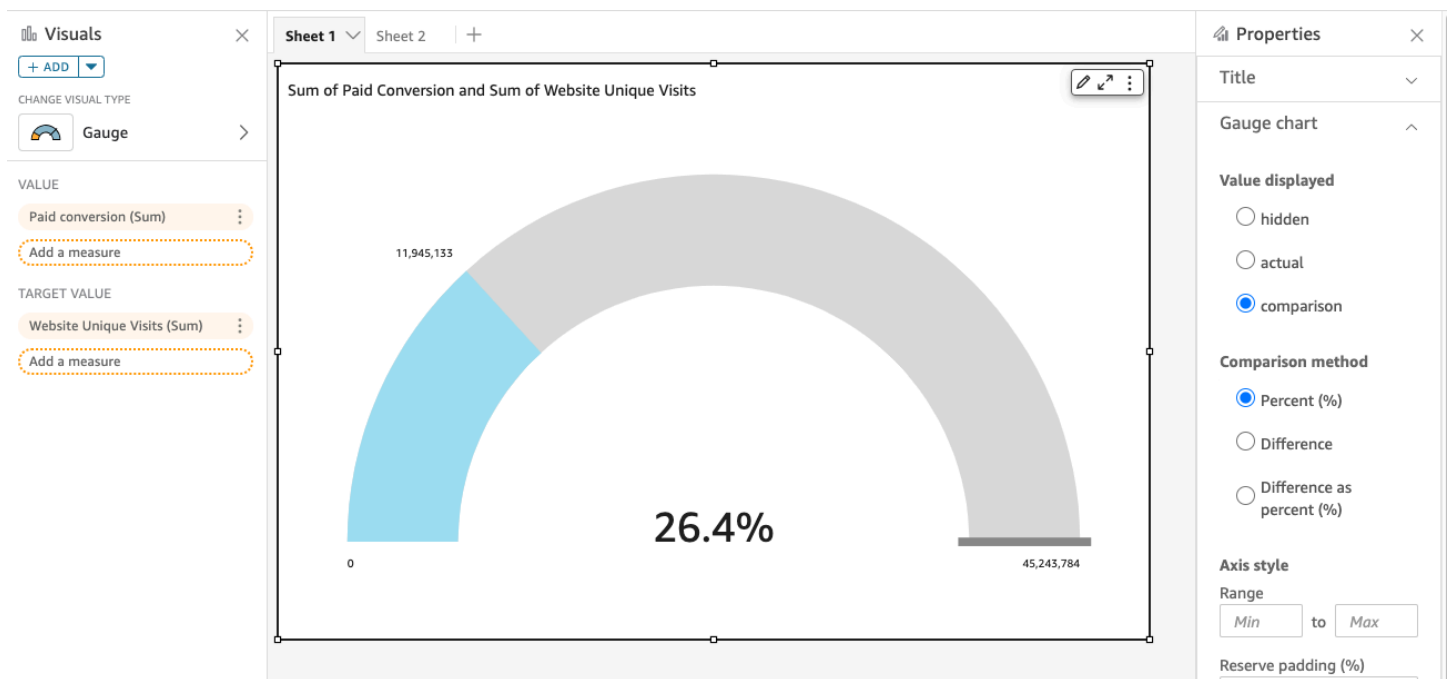 Visuals
+ ADD
CHANGE VISUAL TYPE
Gauge
VALUE
Paid conversion (Sum)
Add a measure
TARGET VALUE
Website Unique Visits (Sum)
Add a measure
Sheet 1
Sheet 2
Sum of Paid Conversion and Sum of Website Unique Visits
11,945,133
26.4%
0
45,243,784
Properties
Title
Gauge chart
Value displayed
hidden
actual
comparison
Comparison method
Percent (%)
Difference
Difference as
percent (%)
Axis style
Range
Min to Max
Reserve padding (%)